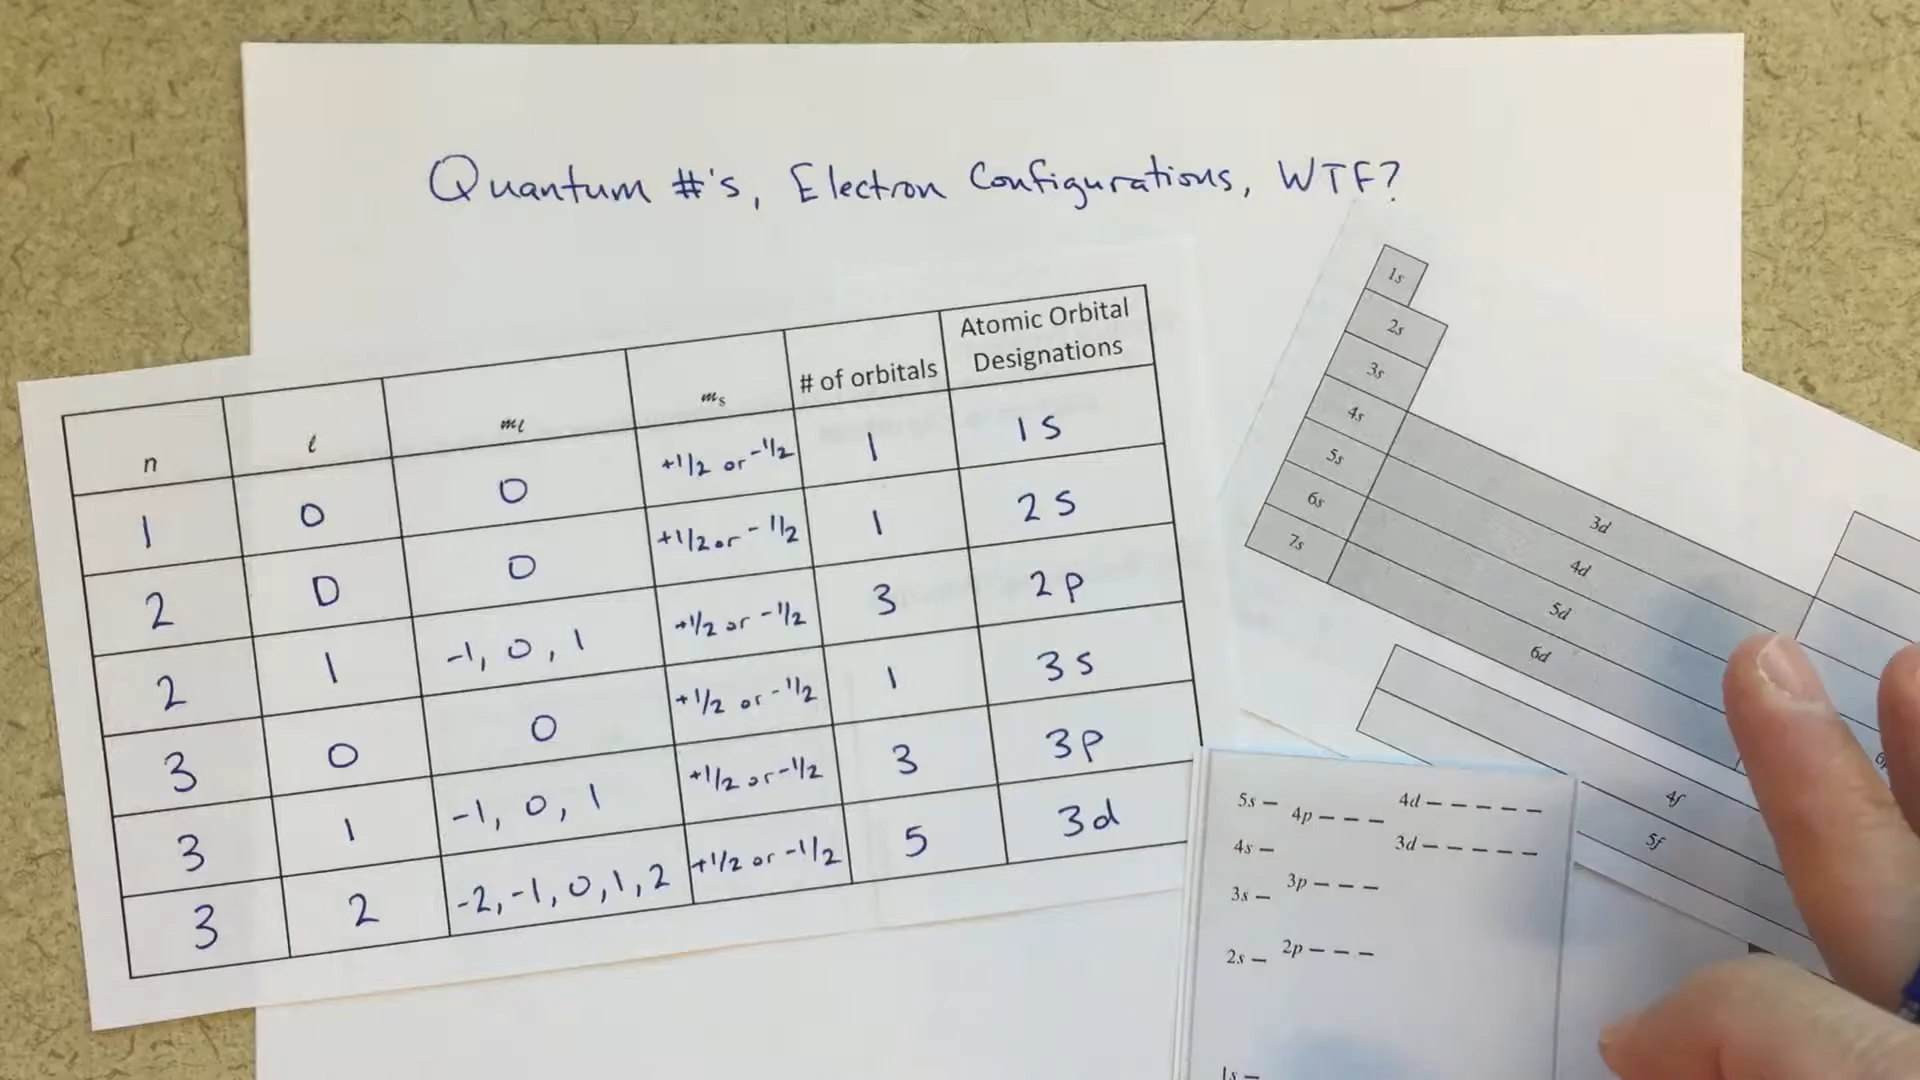 Quantum #'s, Electron Configurations, WTF?
n ℓ mℓ ms # of orbitals Atomic Orbital Designations
1 0 0 +1/2 or -1/2 1 1s
2 0 0 +1/2 or -1/2 1 2s
2 1 -1, 0, 1 +1/2 or -1/2 3 2p
3 0 0 +1/2 or -1/2 1 3s
3 1 -1, 0, 1 +1/2 or -1/2 3 3p
3 2 -2, -1, 0, 1, 2 +1/2 or -1/2 5 3d
1s
2s
3s
4s 3d
5s 4d
6s 5d
7s 6d
4f
5f
5s 4p 4d
4s 3d
3s 3p
2s 2p
1s